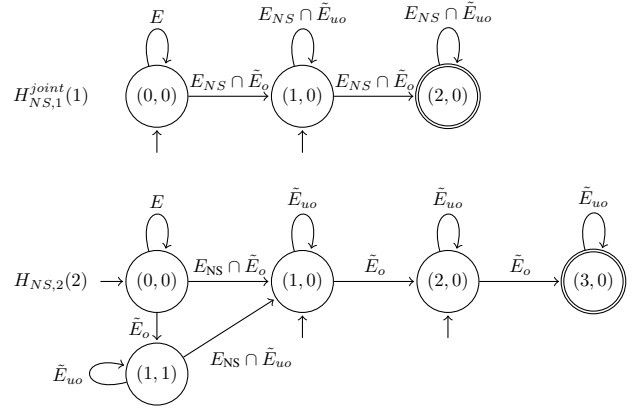 E
E_{NS} ∩ Ẽ_{uo}
E_{NS} ∩ Ẽ_{uo}
H^{joint}_{NS,1}(1)
(0, 0)
E_{NS} ∩ Ẽ_o
(1, 0)
E_{NS} ∩ Ẽ_o
(2, 0)
E
Ẽ_{uo}
Ẽ_{uo}
Ẽ_{uo}
H_{NS,2}(2)
(0, 0)
E_{NS} ∩ Ẽ_o
(1, 0)
Ẽ_o
(2, 0)
Ẽ_o
(3, 0)
Ẽ_o
Ẽ_{uo}
(1, 1)
E_{NS} ∩ Ẽ_{uo}